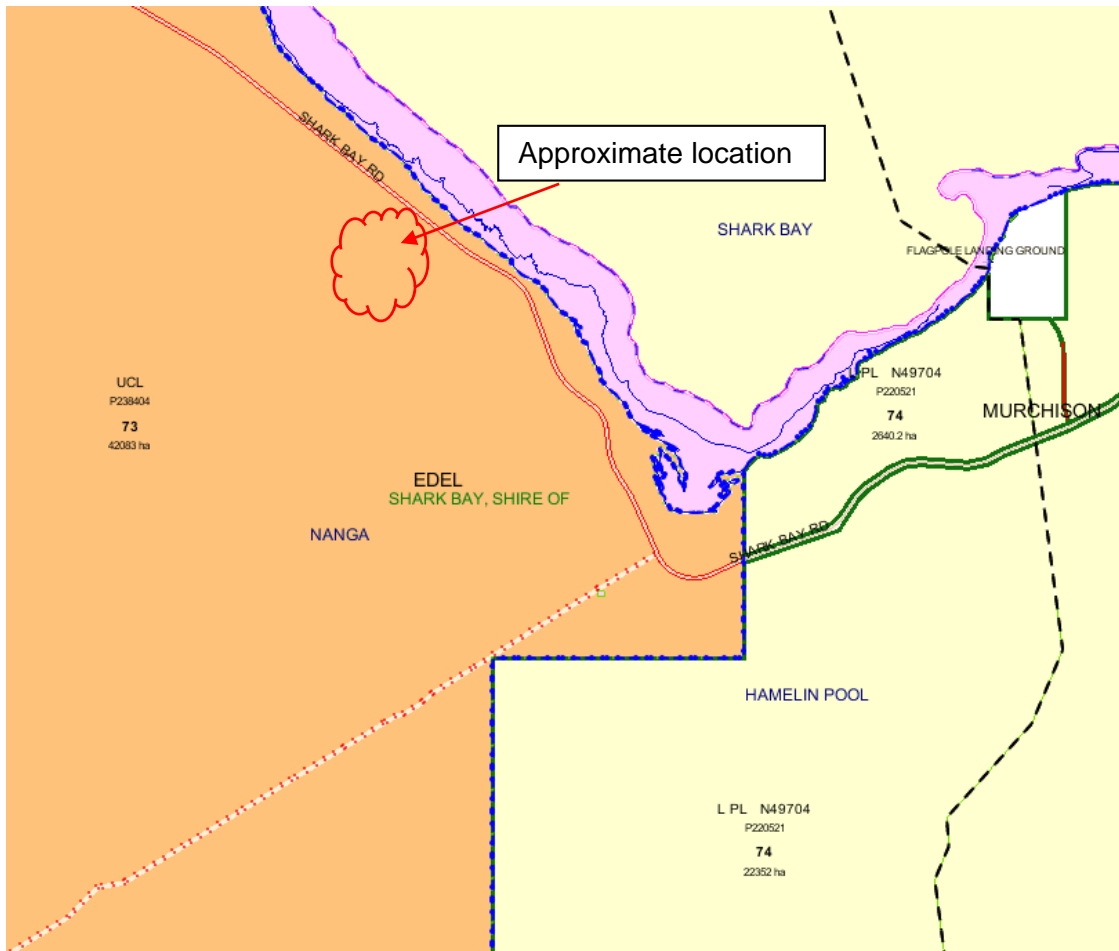 SHARK BAY RD
Approximate location
SHARK BAY
FLAGPOLE LANDING GROUND
UCL
P238404
73
42083 ha
L PL N49704
P220521
74
2640.2 ha
MURCHISON
EDEL
SHARK BAY, SHIRE OF
NANGA
SHARK BAY RD
HAMELIN POOL
L PL N49704
P220521
74
22352 ha